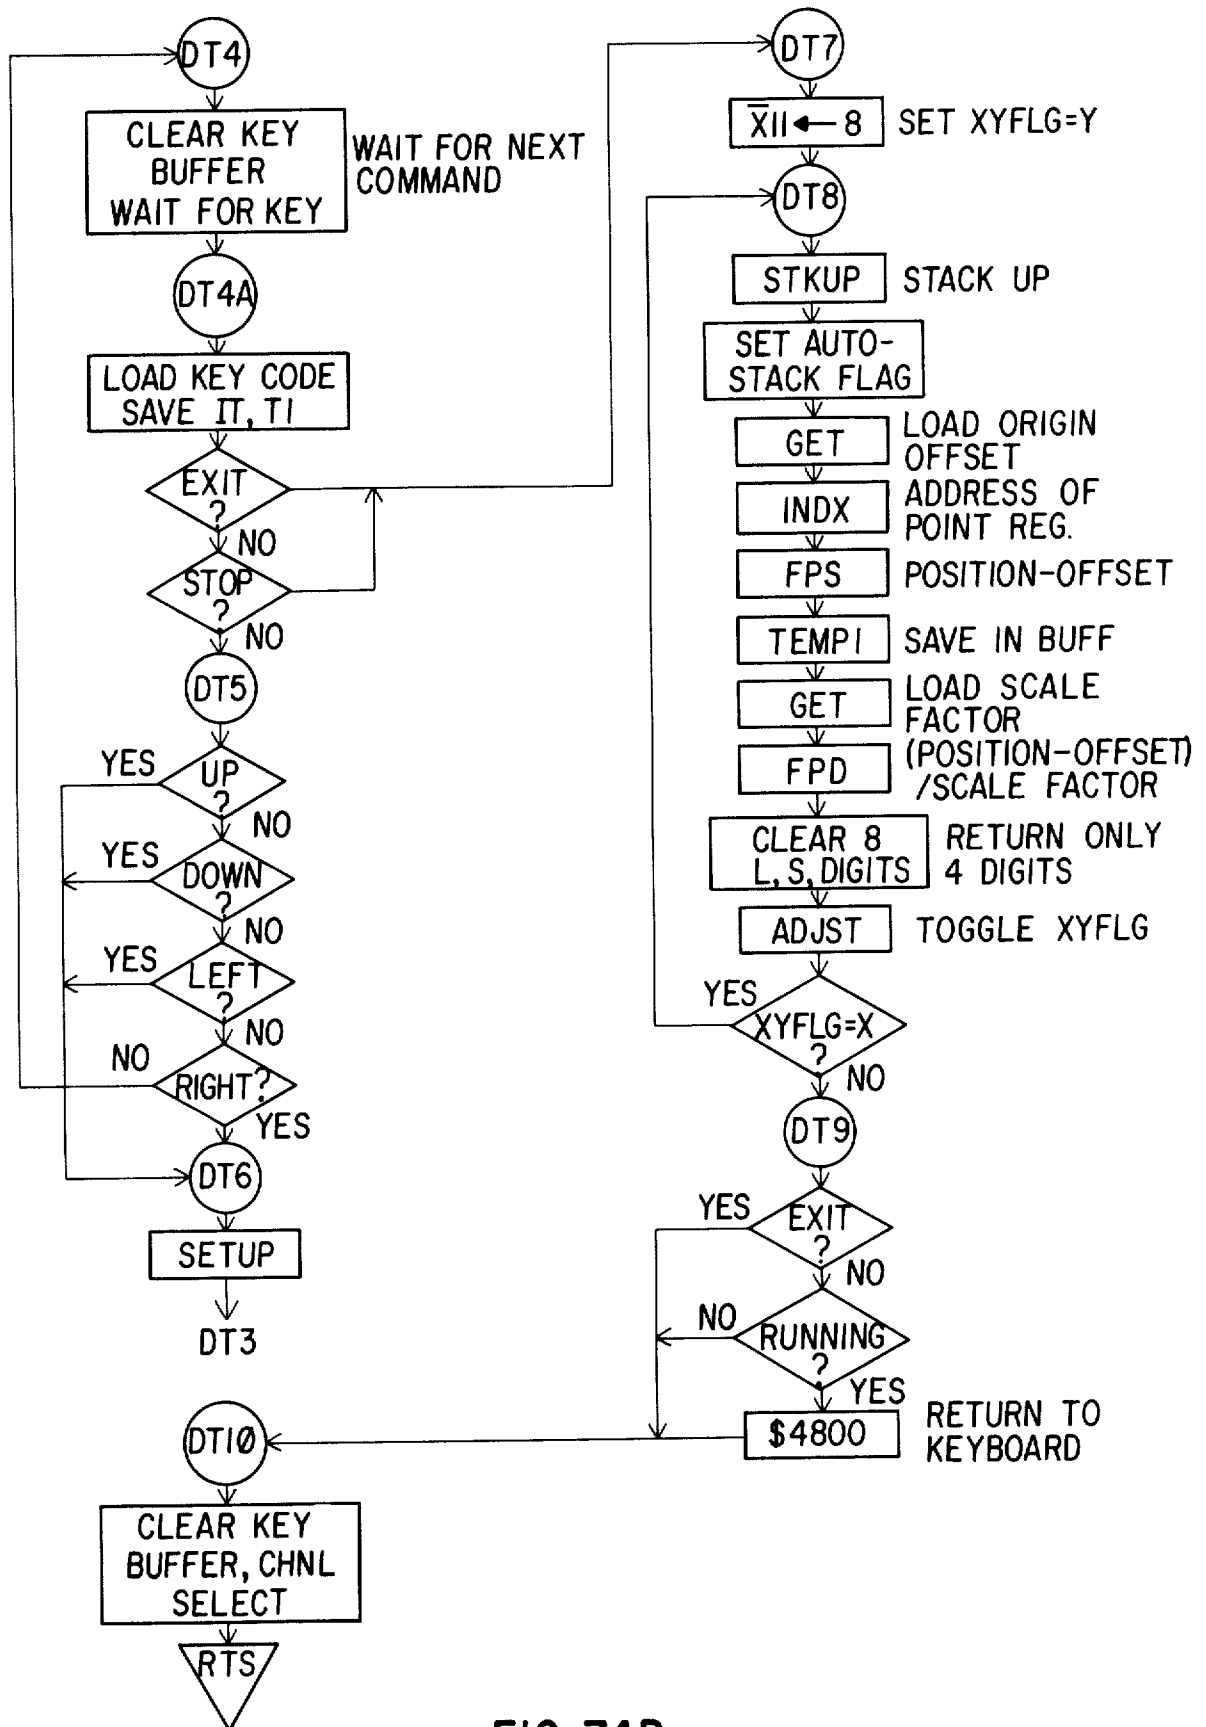 DT4
CLEAR KEY
BUFFER
WAIT FOR KEY
WAIT FOR NEXT
COMMAND
DT4A
LOAD KEY CODE
SAVE IT, T1
EXIT
?
NO
STOP
?
NO
DT5
YES
UP
?
NO
YES
DOWN
?
NO
YES
LEFT
?
NO
NO
RIGHT?
YES
DT6
SETUP
DT3
DT7
X̅11 ← 8
SET XYFLG=Y
DT8
STKUP
STACK UP
SET AUTO-
STACK FLAG
GET
LOAD ORIGIN
OFFSET
INDX
ADDRESS OF
POINT REG.
FPS
POSITION-OFFSET
TEMP1
SAVE IN BUFF
GET
LOAD SCALE
FACTOR
FPD
(POSITION-OFFSET)
/SCALE FACTOR
CLEAR 8
L,S,DIGITS
RETURN ONLY
4 DIGITS
ADJST
TOGGLE XYFLG
YES
XYFLG=X
?
NO
DT9
YES
EXIT
?
NO
NO
RUNNING
?
YES
$4800
RETURN TO
KEYBOARD
DT10
CLEAR KEY
BUFFER, CHNL
SELECT
RTS